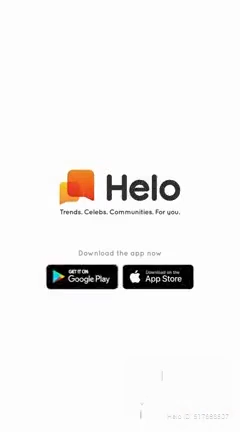 Helo
Trends. Celebs. Communities. For you.
Download the app now
GET IT ON
Google Play
Download on the
App Store